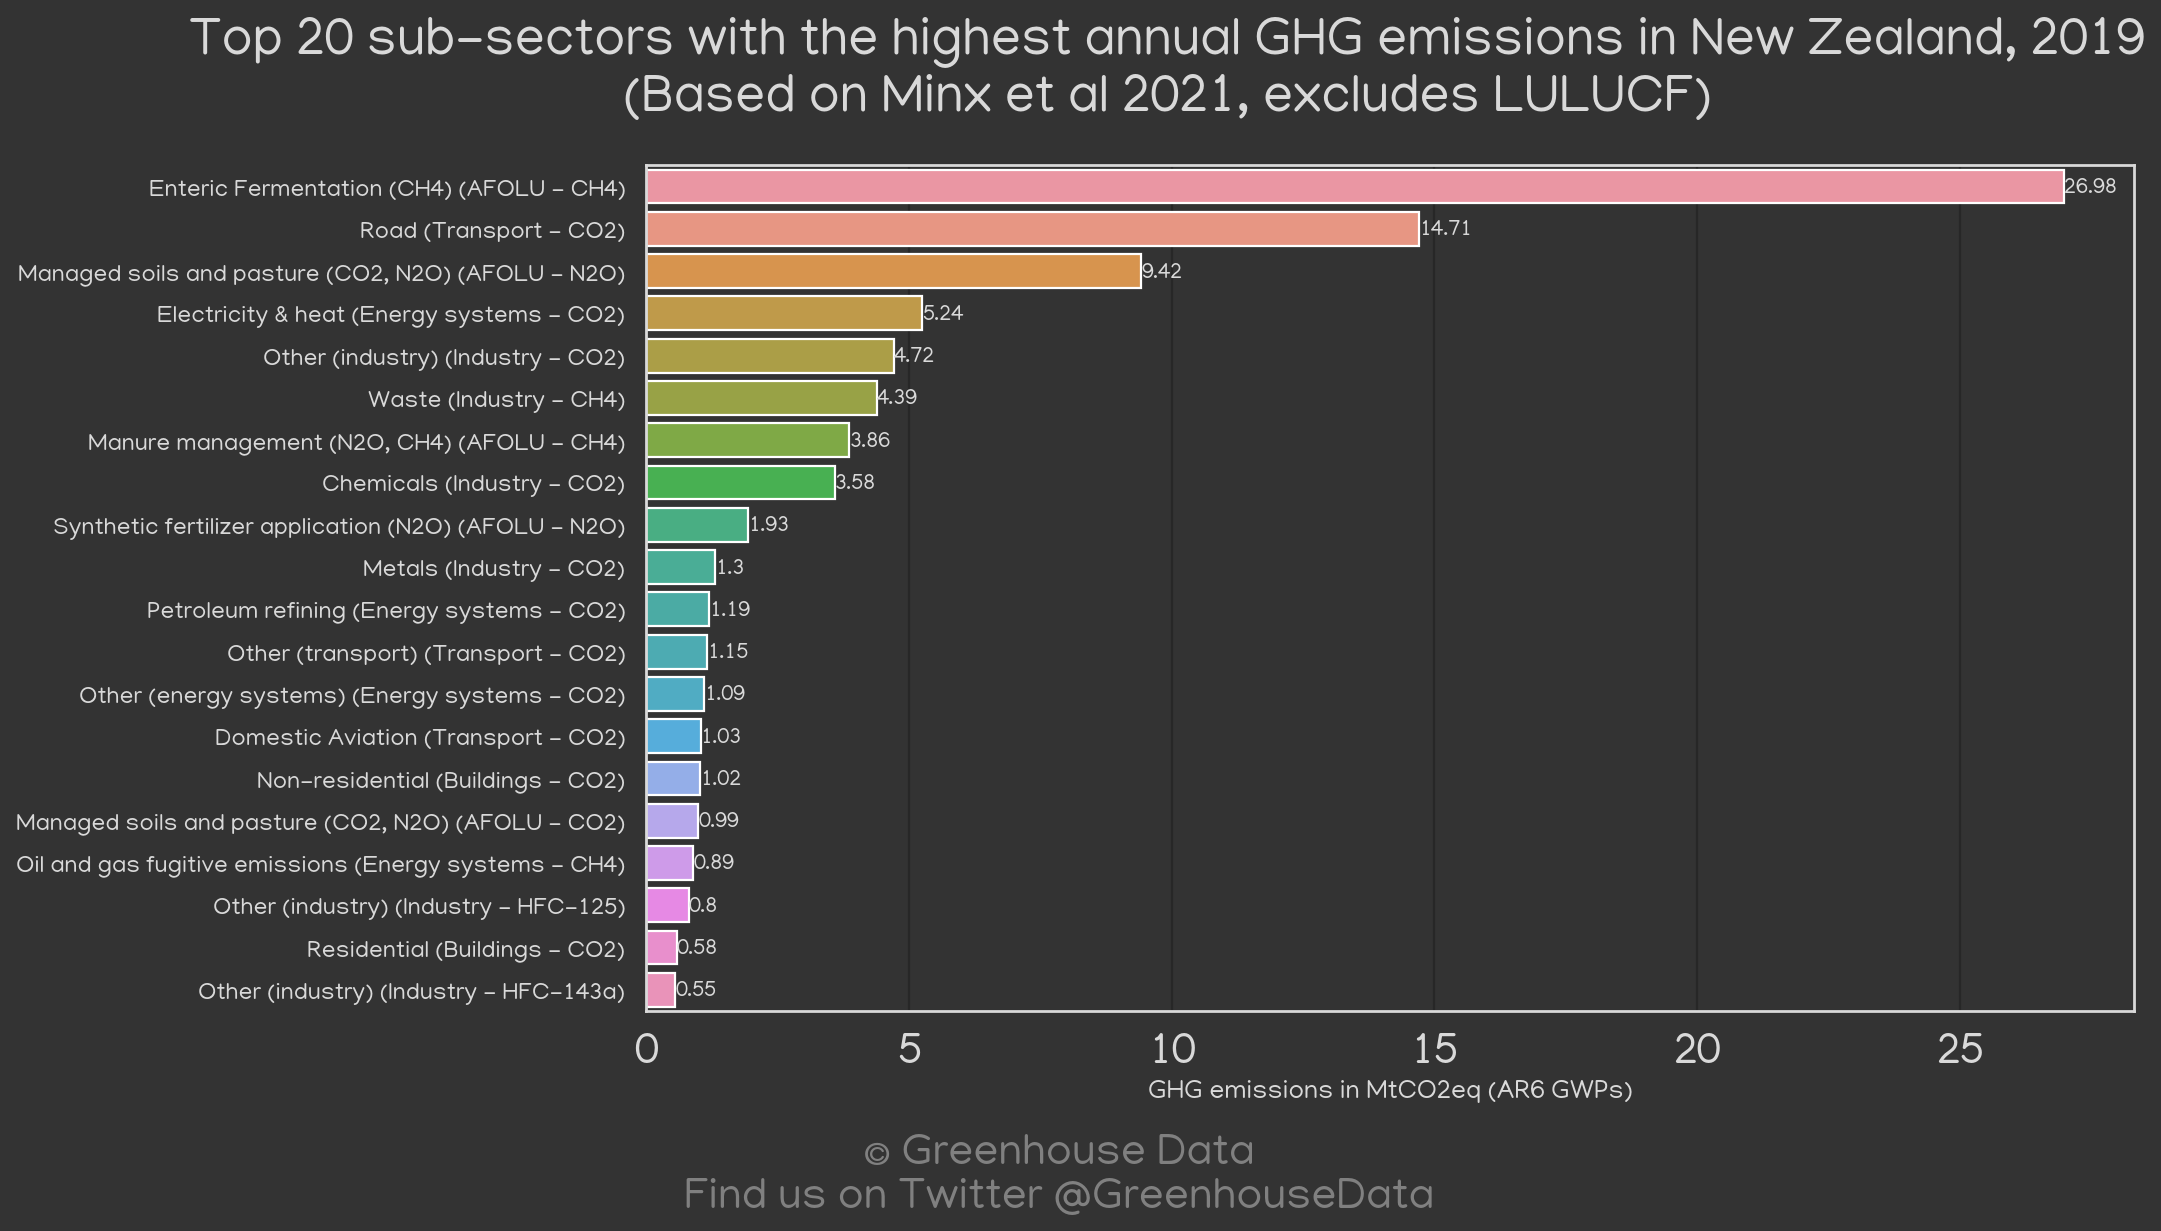 Top 20 sub-sectors with the highest annual GHG emissions in New Zealand, 2019
(Based on Minx et al 2021, excludes LULUCF)
Enteric Fermentation (CH4) (AFOLU - CH4) 26.98
Road (Transport - CO2) 14.71
Managed soils and pasture (CO2, N2O) (AFOLU - N2O) 9.42
Electricity & heat (Energy systems - CO2) 5.24
Other (industry) (Industry - CO2) 4.72
Waste (Industry - CH4) 4.39
Manure management (N2O, CH4) (AFOLU - CH4) 3.86
Chemicals (Industry - CO2) 3.58
Synthetic fertilizer application (N2O) (AFOLU - N2O) 1.93
Metals (Industry - CO2) 1.3
Petroleum refining (Energy systems - CO2) 1.19
Other (transport) (Transport - CO2) 1.15
Other (energy systems) (Energy systems - CO2) 1.09
Domestic Aviation (Transport - CO2) 1.03
Non-residential (Buildings - CO2) 1.02
Managed soils and pasture (CO2, N2O) (AFOLU - CO2) 0.99
Oil and gas fugitive emissions (Energy systems - CH4) 0.89
Other (industry) (Industry - HFC-125) 0.8
Residential (Buildings - CO2) 0.58
Other (industry) (Industry - HFC-143a) 0.55
0 5 10 15 20 25
GHG emissions in MtCO2eq (AR6 GWPs)
© Greenhouse Data
Find us on Twitter @GreenhouseData